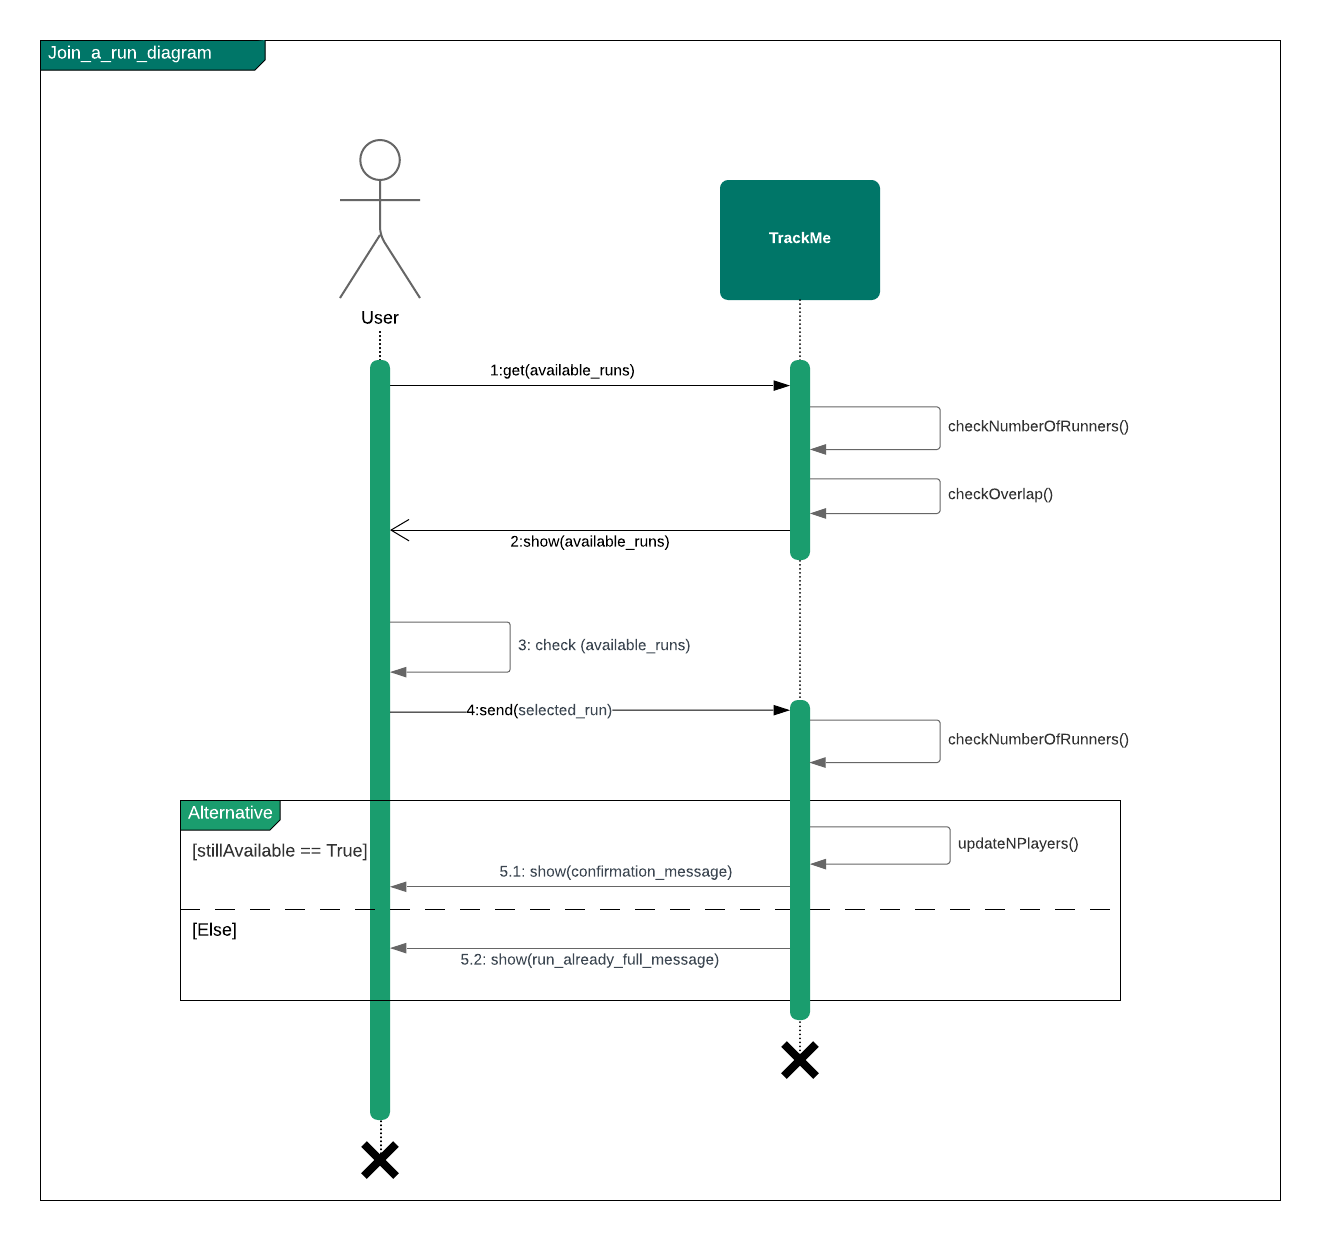 Join_a_run_diagram
TrackMe
User
1:get(available_runs)
checkNumberOfRunners()
checkOverlap()
2:show(available_runs)
3: check (available_runs)
4:send(selected_run)
checkNumberOfRunners()
Alternative
updateNPlayers()
[stillAvailable == True]
5.1: show(confirmation_message)
[Else]
5.2: show(run_already_full_message)